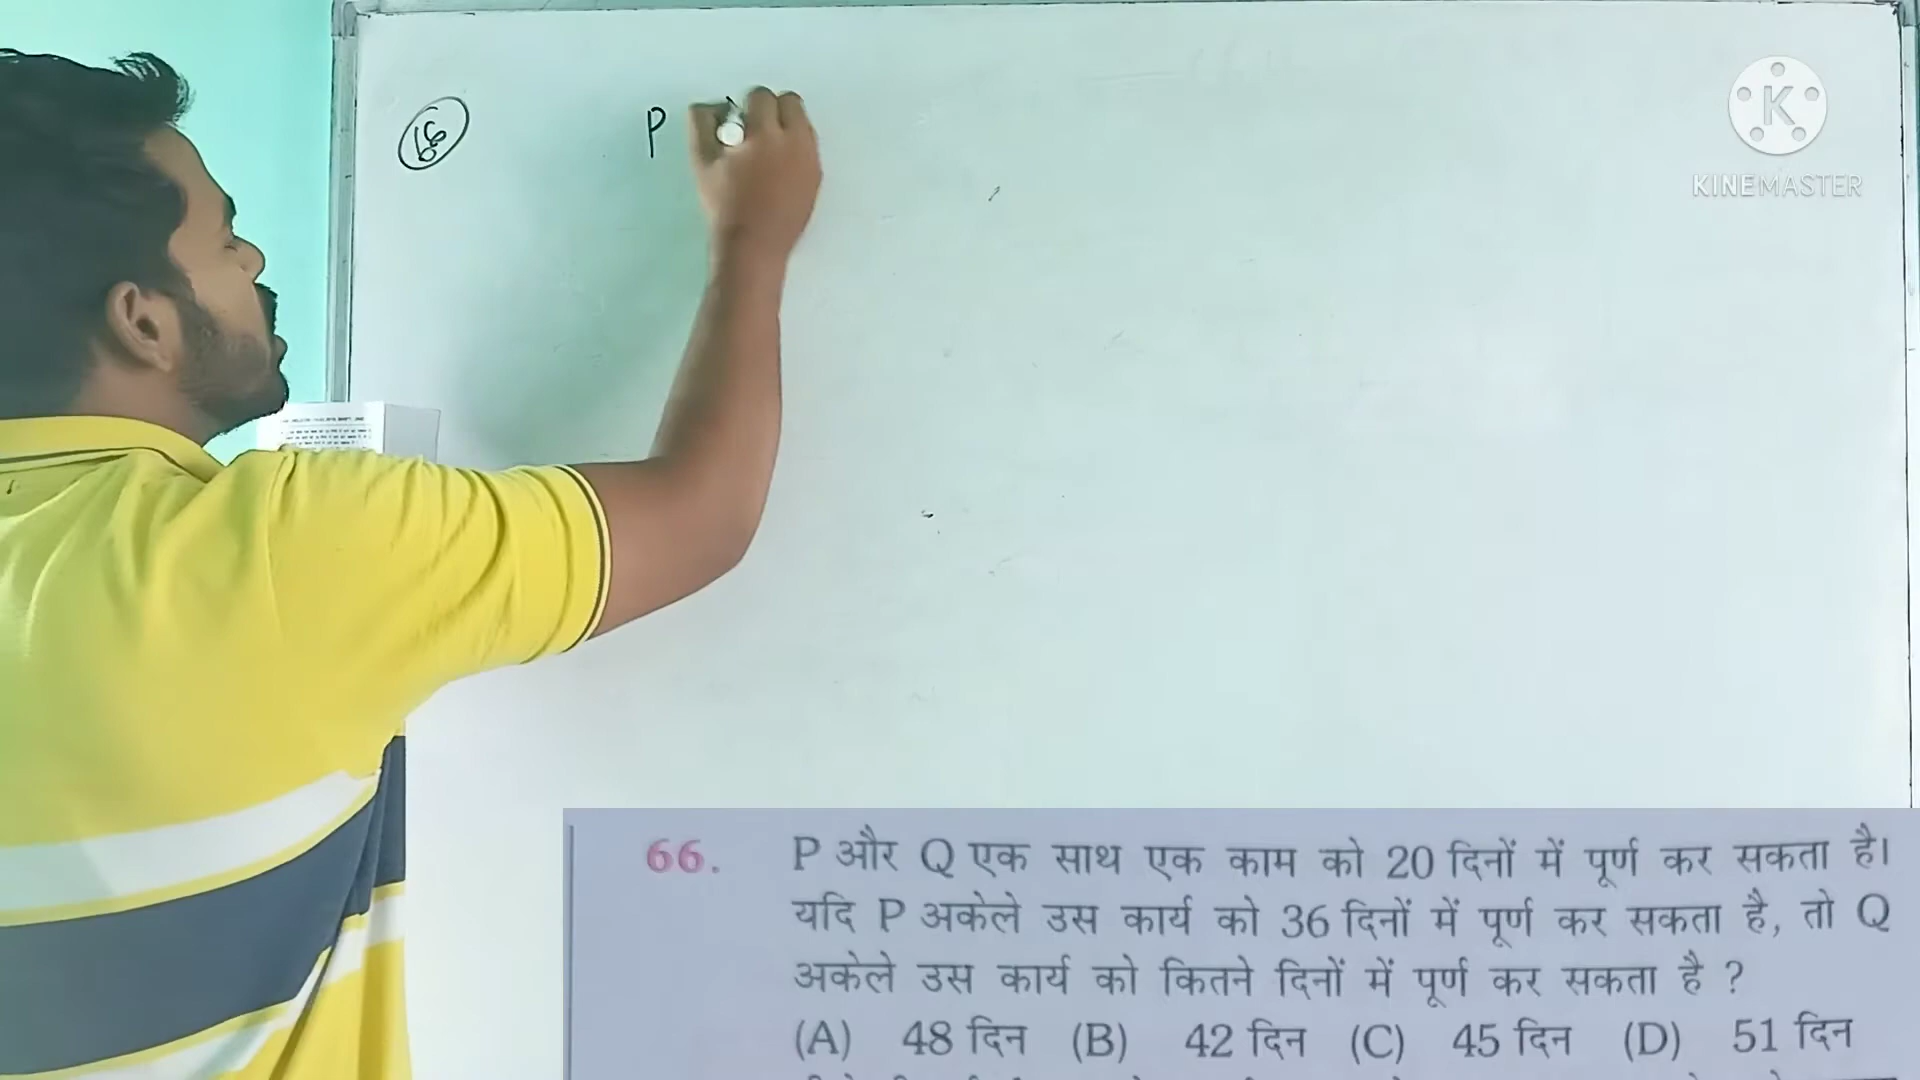 66
P
KINEMASTER
66. P और Q एक साथ एक काम को 20 दिनों में पूर्ण कर सकता है।
यदि P अकेले उस कार्य को 36 दिनों में पूर्ण कर सकता है, तो Q
अकेले उस कार्य को कितने दिनों में पूर्ण कर सकता है ?
(A) 48 दिन (B) 42 दिन (C) 45 दिन (D) 51 दिन